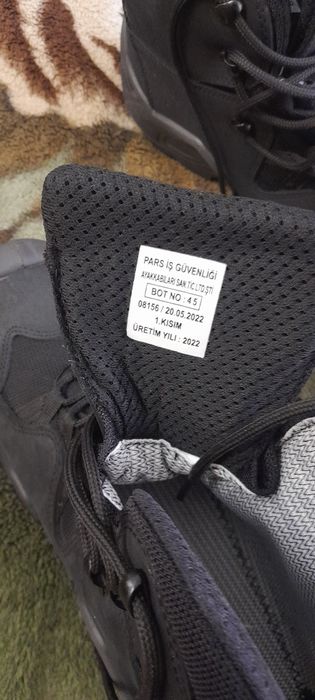 PARS İŞ GÜVENLİĞİ
AYAKKABILARI SAN.TİC.LTD.ŞTİ
BOT NO : 45
08156 / 20.05.2022
1.KISIM
ÜRETİM YILI : 2022